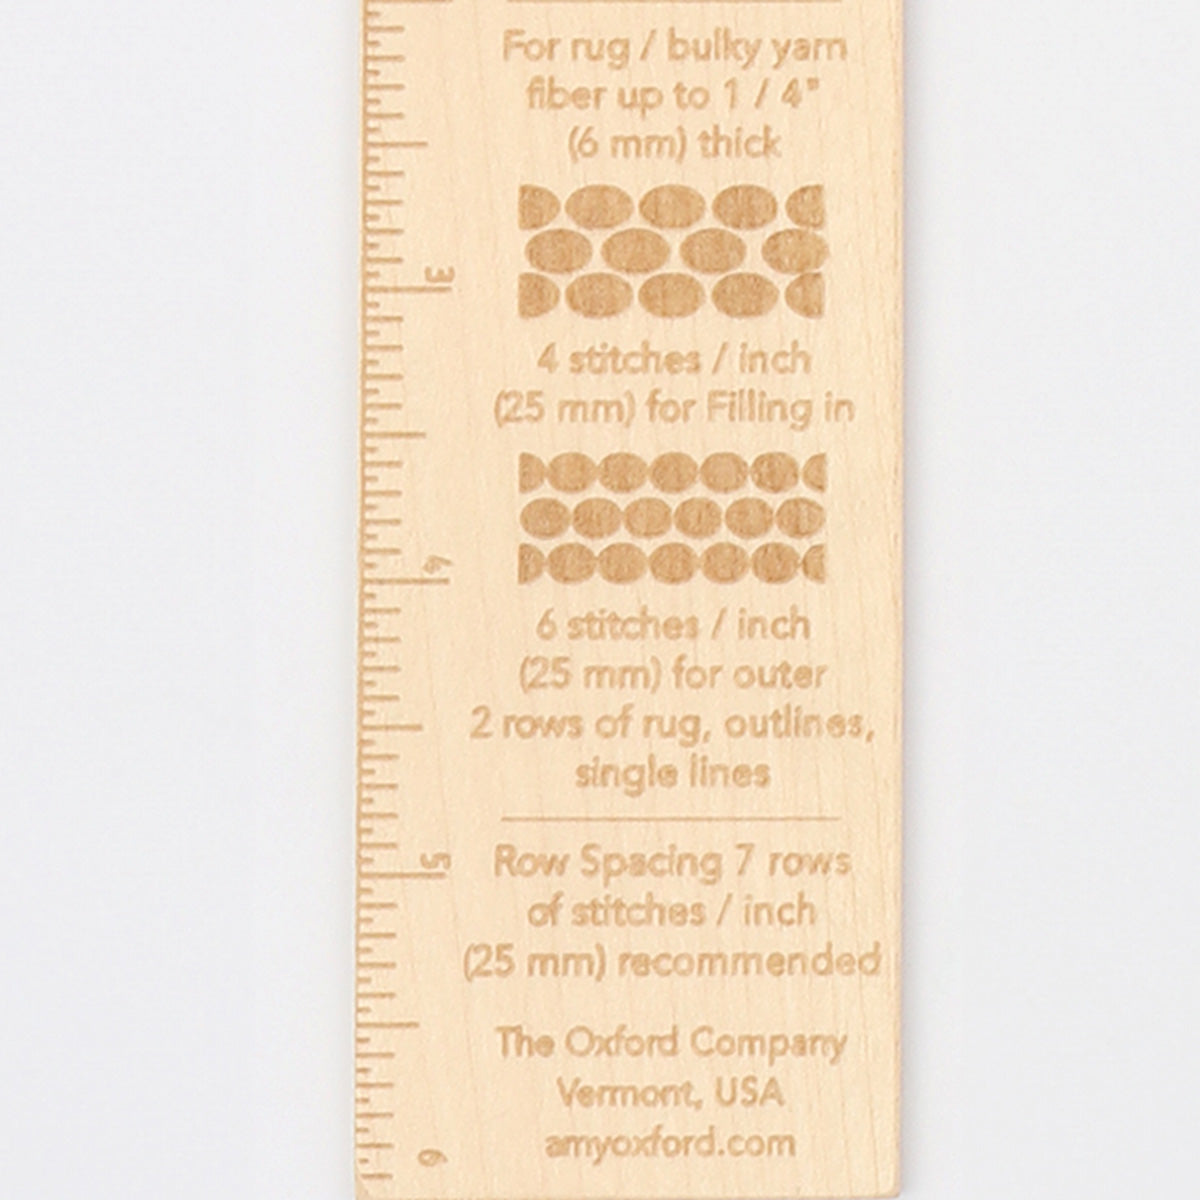 For rug / bulky yarn
fiber up to 1 / 4"
(6 mm) thick
3
4 stitches / inch
(25 mm) for Filling in
4
6 stitches / inch
(25 mm) for outer
2 rows of rug, outlines,
single lines
5
Row Spacing 7 rows
of stitches / inch
(25 mm) recommended
The Oxford Company
Vermont, USA
amyoxford.com
6